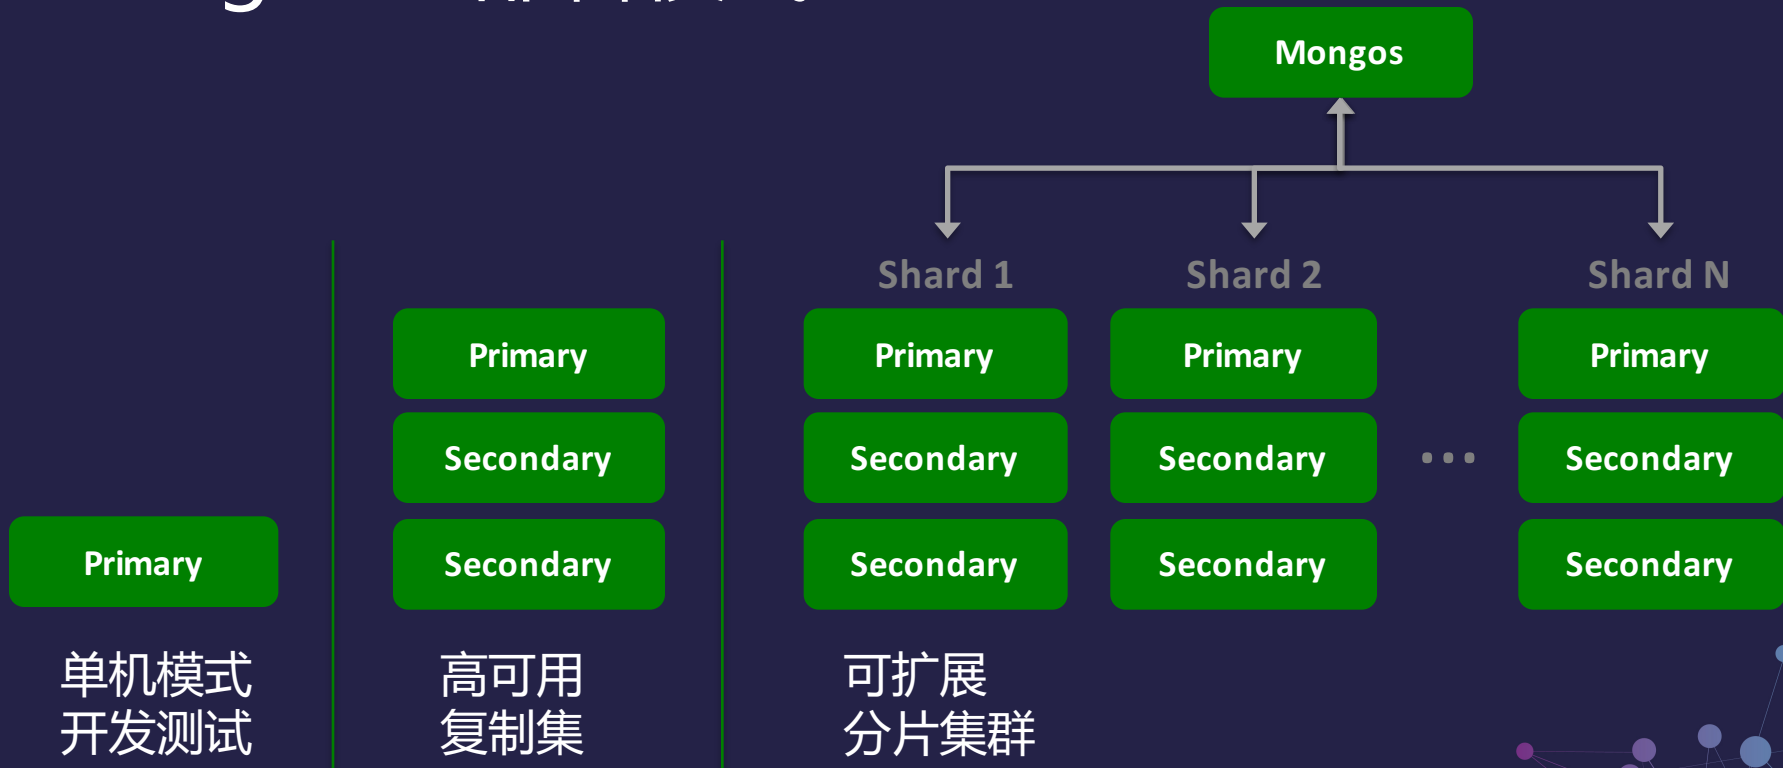 Mongos
Shard 1
Shard 2
Shard N
Primary
Primary
Primary
Primary
Secondary
Secondary
Secondary
...
Secondary
Primary
Secondary
Secondary
Secondary
Secondary
单机模式
开发测试
高可用
复制集
可扩展
分片集群